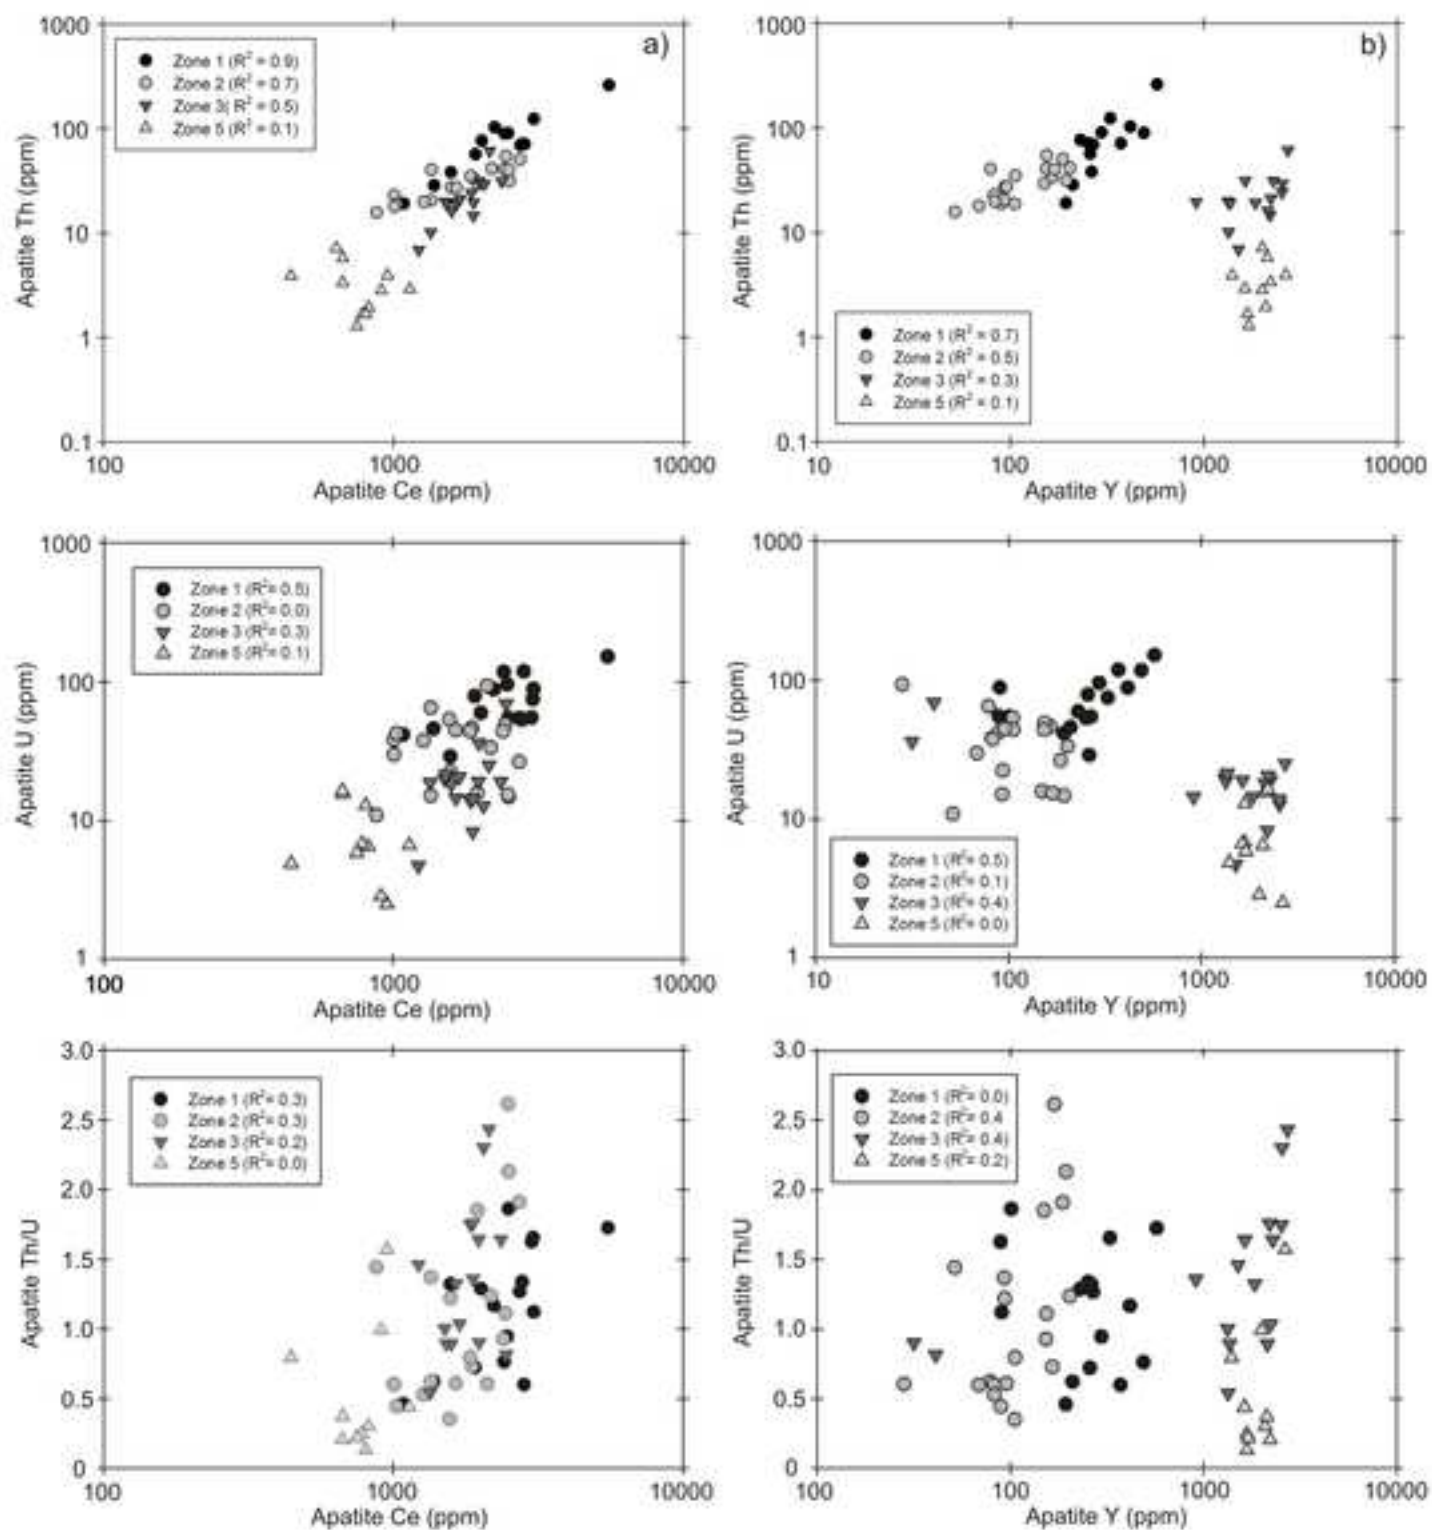 a)
1000
100
10
1
0.1
Apatite Th (ppm)
Zone 1 (R² = 0.9)
Zone 2 (R² = 0.7)
Zone 3( R² = 0.5)
Zone 5 (R² = 0.1)
100
1000
10000
Apatite Ce (ppm)
b)
1000
100
10
1
0.1
Apatite Th (ppm)
Zone 1 (R² = 0.7)
Zone 2 (R² = 0.5)
Zone 3 (R² = 0.3)
Zone 5 (R² = 0.1)
10
100
1000
10000
Apatite Y (ppm)
1000
100
10
1
Apatite U (ppm)
Zone 1 (R²= 0.5)
Zone 2 (R²= 0.0)
Zone 3 (R²= 0.3)
Zone 5 (R²= 0.1)
100
1000
10000
Apatite Ce (ppm)
1000
100
10
1
Apatite U (ppm)
Zone 1 (R²= 0.5)
Zone 2 (R²= 0.1)
Zone 3 (R²= 0.4)
Zone 5 (R²= 0.0)
10
100
1000
10000
Apatite Y (ppm)
3.0
2.5
2.0
1.5
1.0
0.5
0
Apatite Th/U
Zone 1 (R²= 0.3)
Zone 2 (R²= 0.3)
Zone 3 (R²= 0.2)
Zone 5 (R²= 0.0)
100
1000
10000
Apatite Ce (ppm)
3.0
2.5
2.0
1.5
1.0
0.5
0
Apatite Th/U
Zone 1 (R²= 0.0)
Zone 2 (R²= 0.4
Zone 3 (R²= 0.4)
Zone 5 (R²= 0.2)
10
100
1000
10000
Apatite Y (ppm)